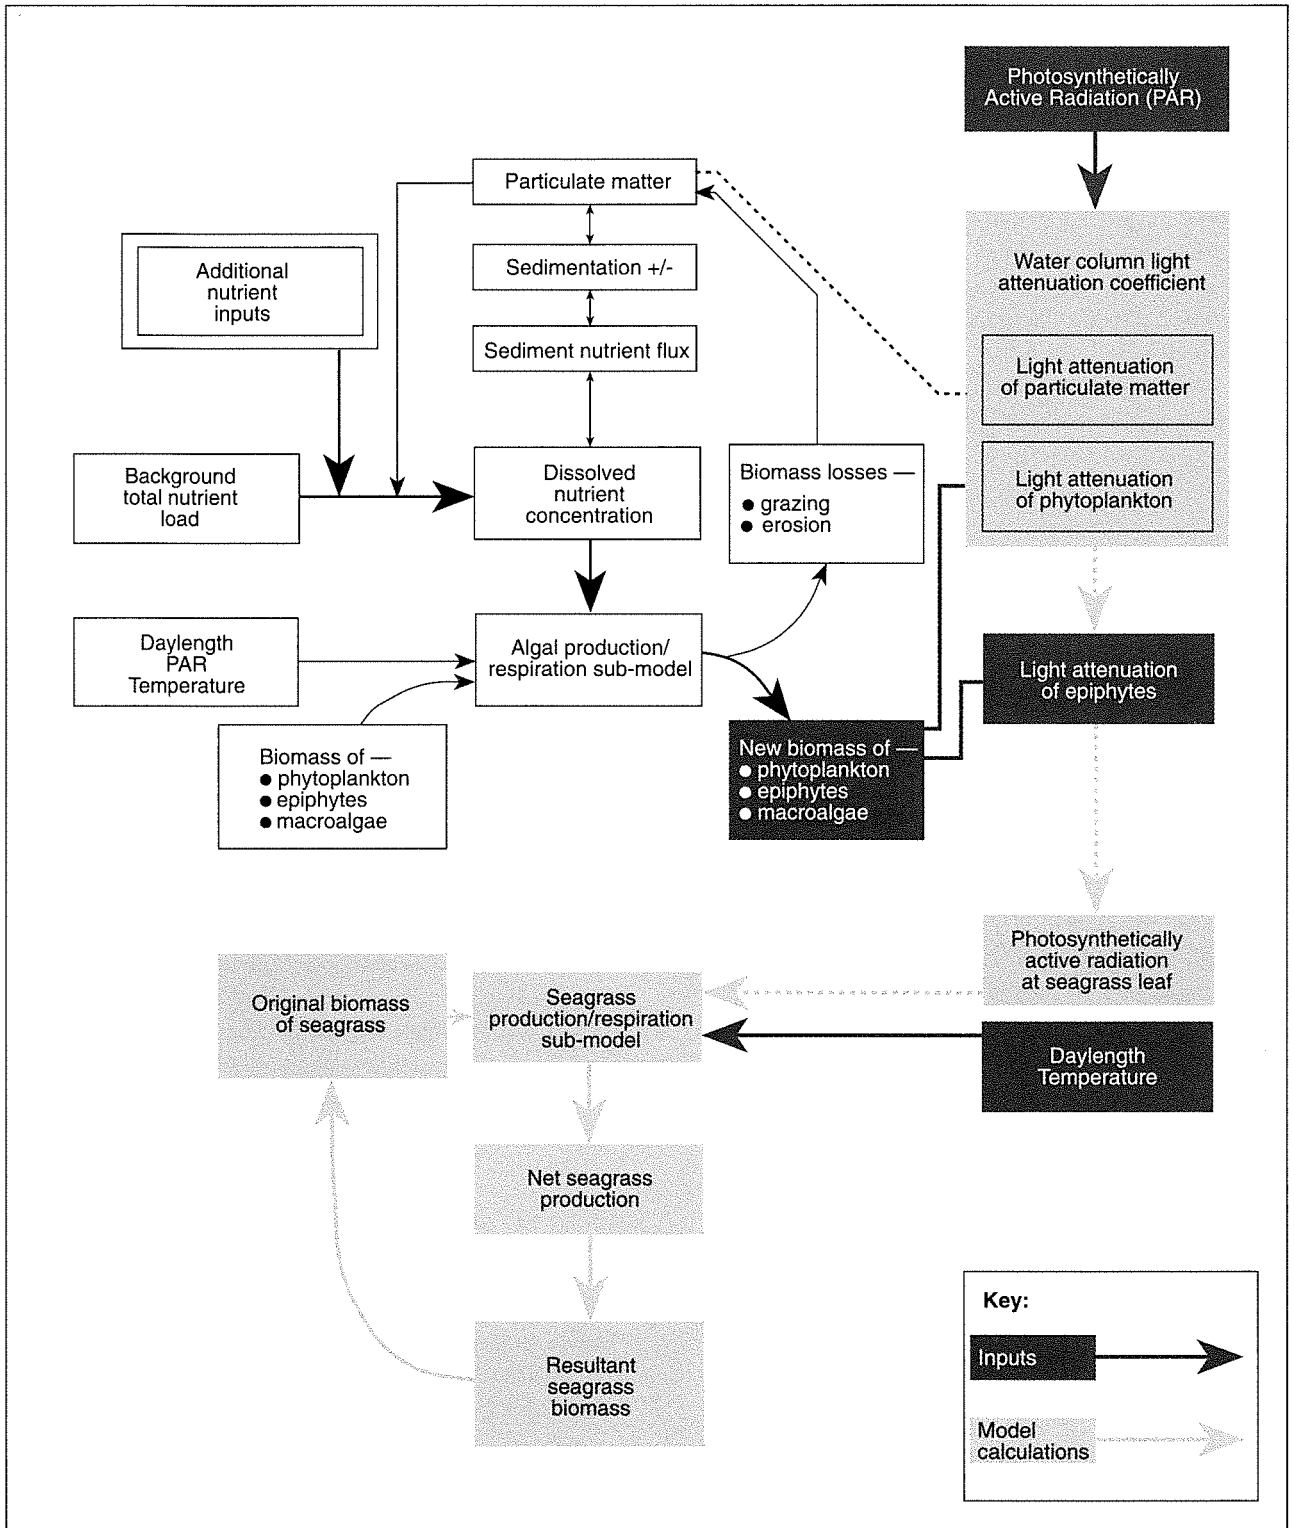 Photosynthetically
Active Radiation (PAR)
Particulate matter
Water column light
attenuation coefficient
Additional
nutrient
inputs
Sedimentation +/-
Sediment nutrient flux
Light attenuation
of particulate matter
Background
total nutrient
load
Dissolved
nutrient
concentration
Biomass losses —
● grazing
● erosion
Light attenuation
of phytoplankton
Daylength
PAR
Temperature
Algal production/
respiration sub-model
Light attenuation
of epiphytes
Biomass of —
● phytoplankton
● epiphytes
● macroalgae
New biomass of —
● phytoplankton
● epiphytes
● macroalgae
Photosynthetically
active radiation
at seagrass leaf
Original biomass
of seagrass
Seagrass
production/respiration
sub-model
Daylength
Temperature
Net seagrass
production
Resultant
seagrass
biomass
Key:
Inputs
Model
calculations